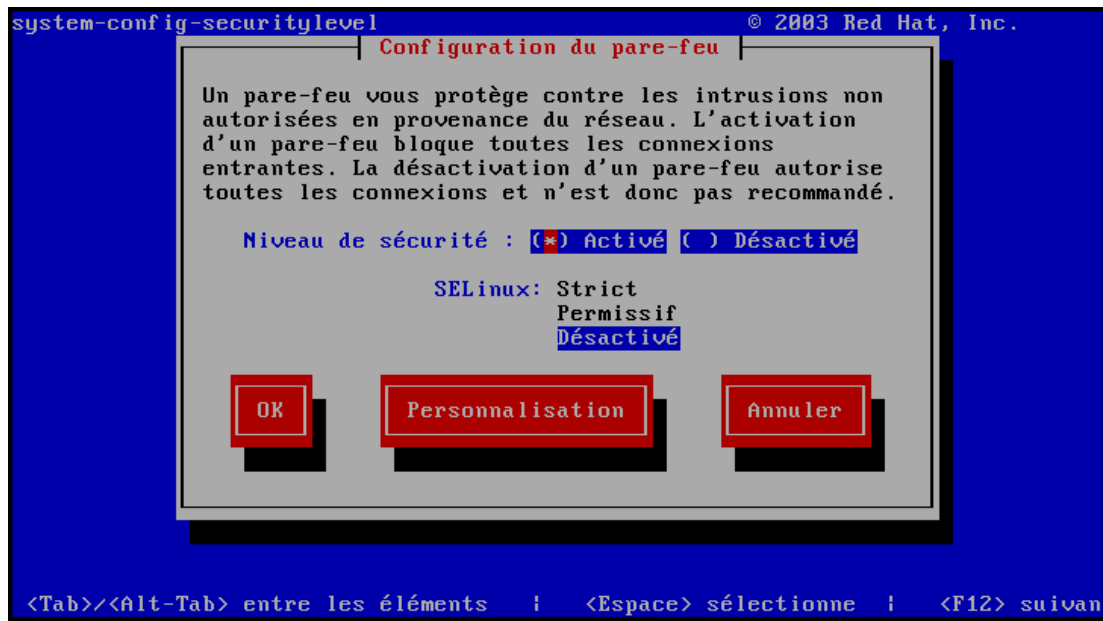 system-config-securitylevel © 2003 Red Hat, Inc.
Configuration du pare-feu
Un pare-feu vous protège contre les intrusions non
autorisées en provenance du réseau. L'activation
d'un pare-feu bloque toutes les connexions
entrantes. La désactivation d'un pare-feu autorise
toutes les connexions et n'est donc pas recommandé.
Niveau de sécurité : (*) Activé ( ) Désactivé
SELinux: Strict
Permissif
Désactivé
OK Personnalisation Annuler
<Tab>/<Alt-Tab> entre les éléments ¦ <Espace> sélectionne ¦ <F12> suivan